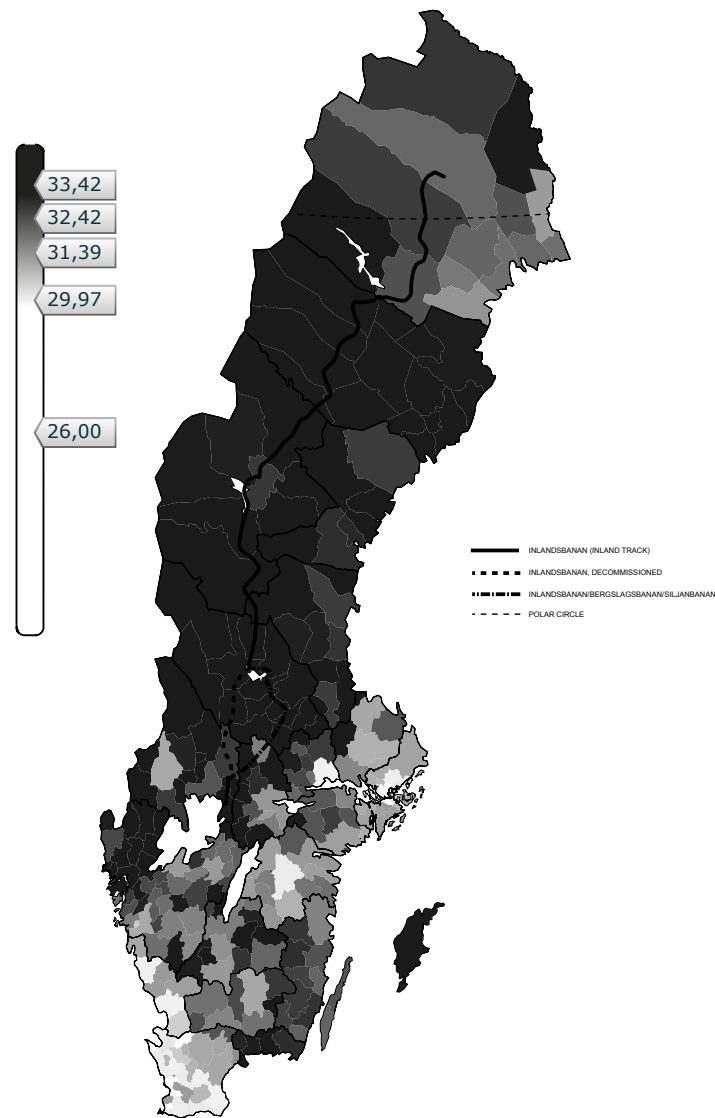 33,42
32,42
31,39
29,97
26,00
INLANDSBANAN (INLAND TRACK)
INLANDSBANAN, DECOMMISSIONED
INLANDSBANAN/BERGSLAGSBANAN/SILJANBANAN
POLAR CIRCLE